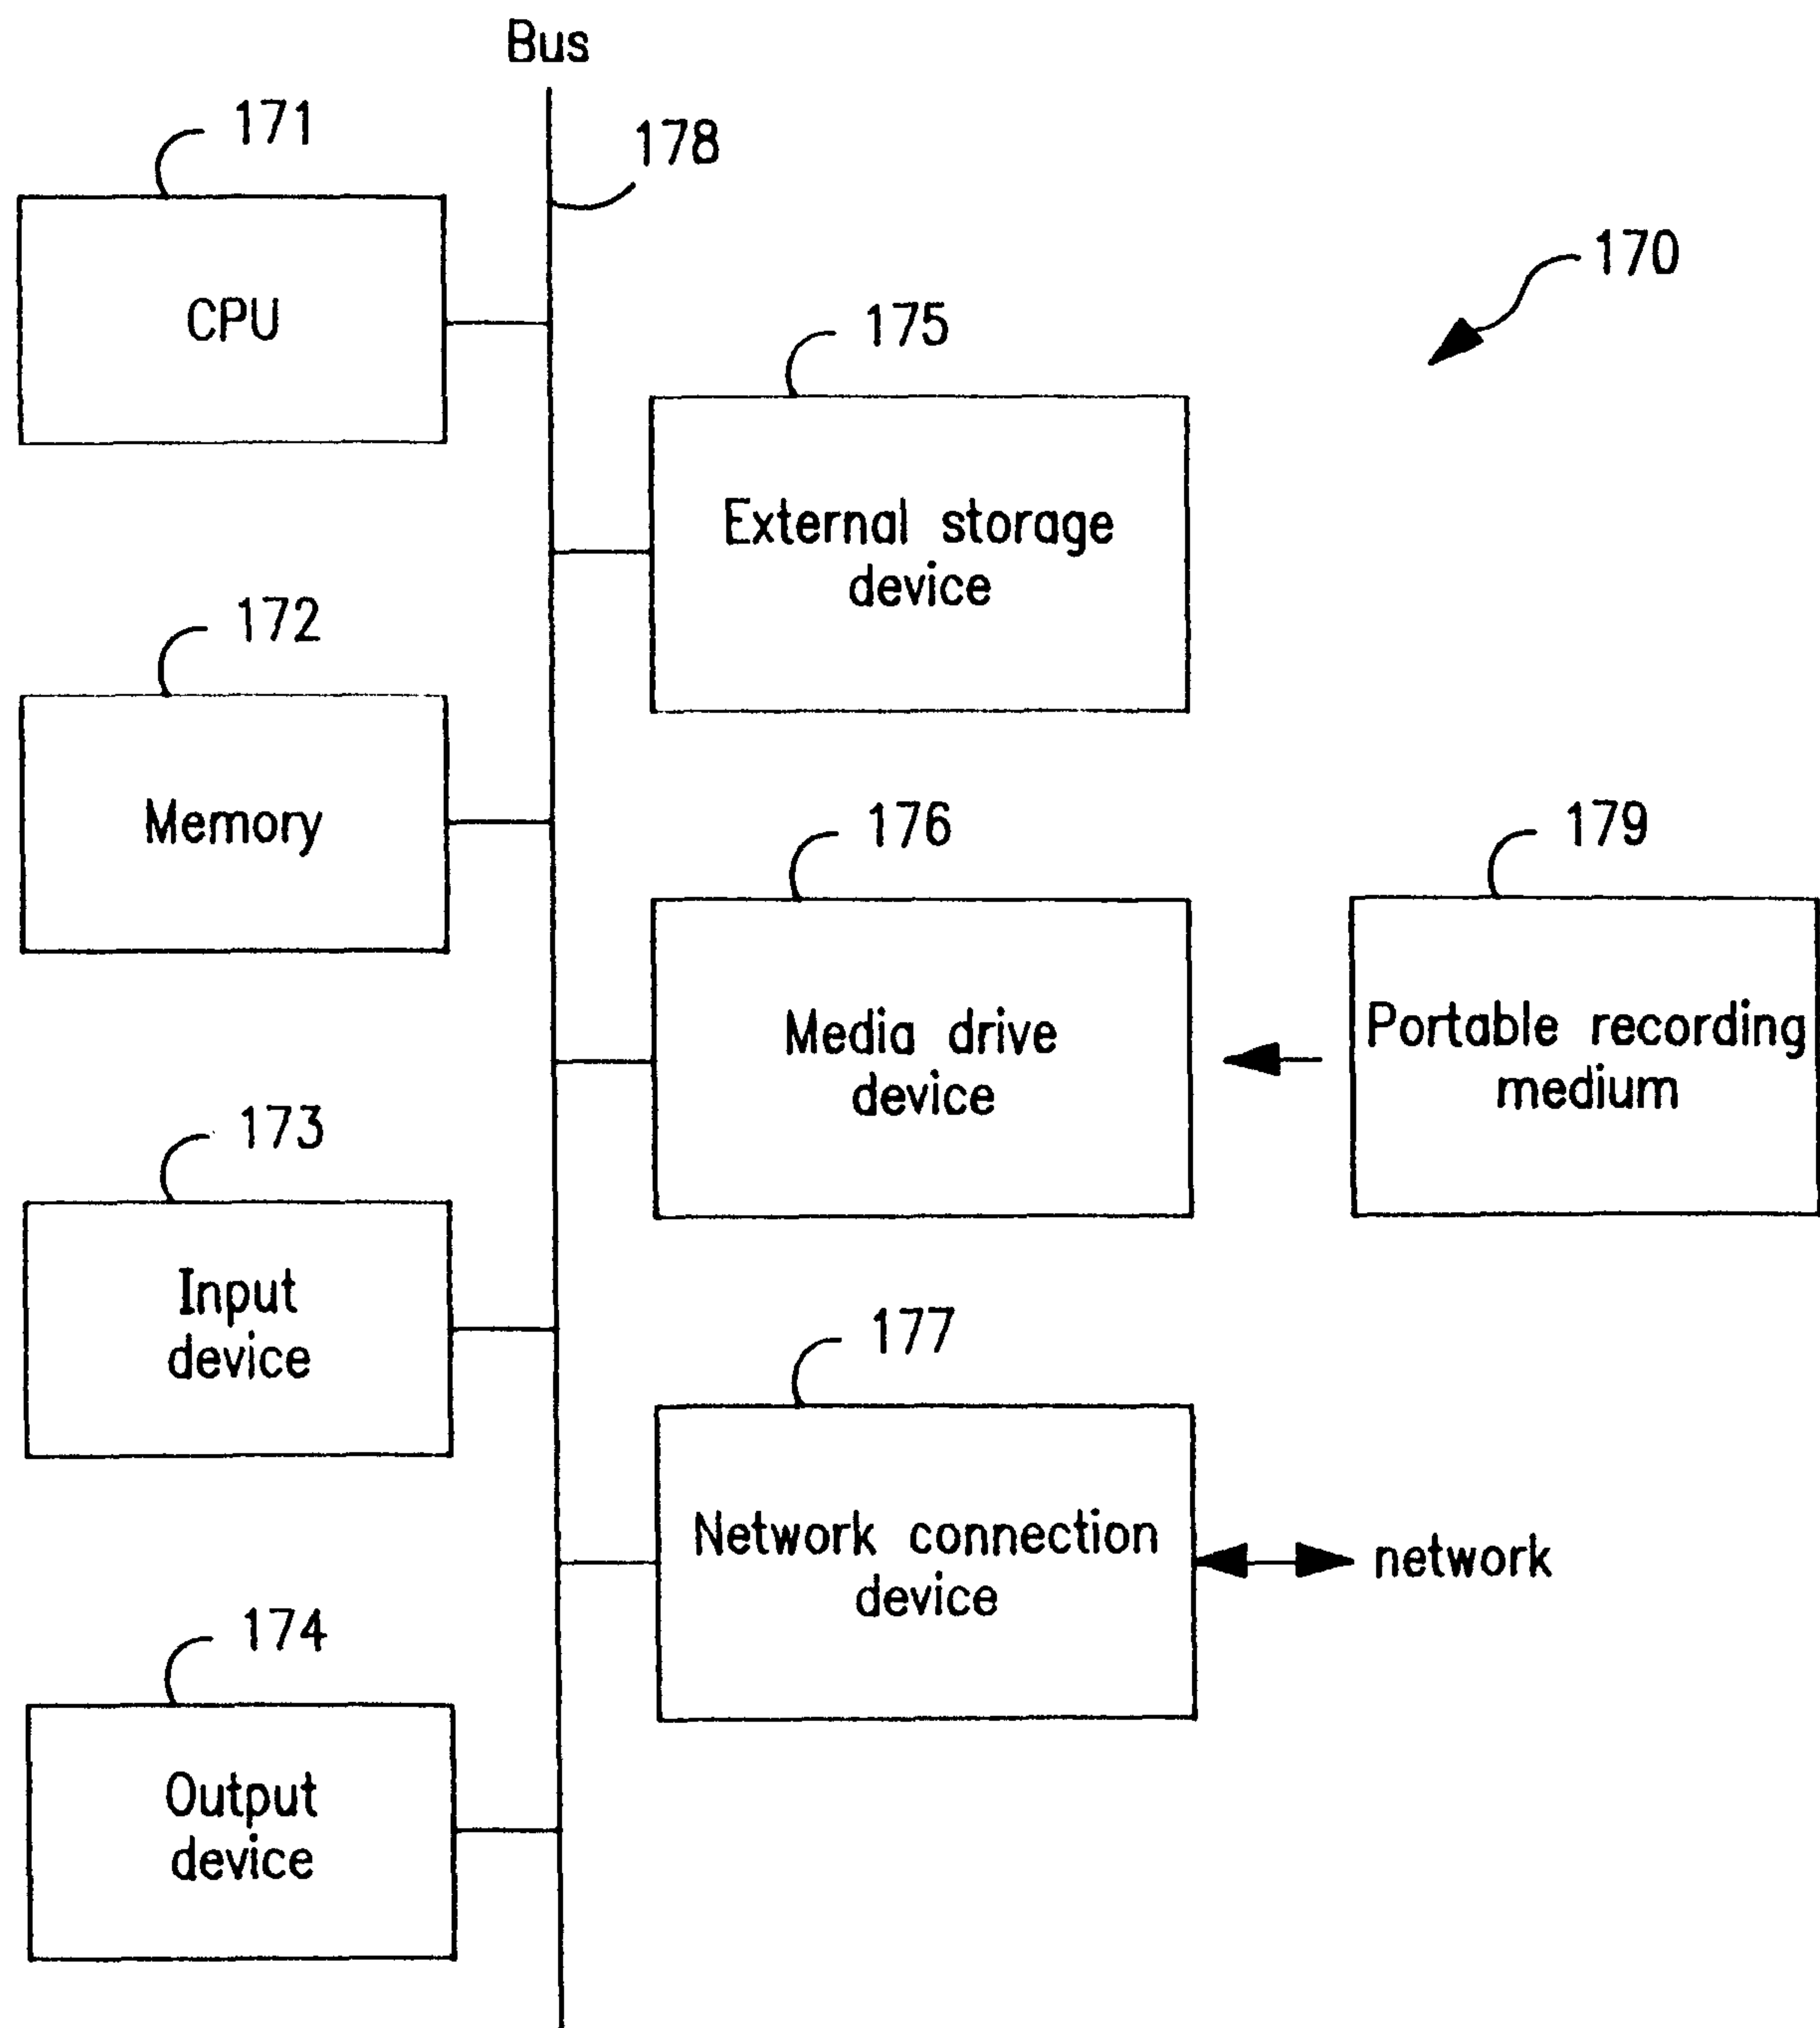 Bus
171
178
CPU
170
175
External storage
device
172
Memory
176
Media drive
device
179
Portable recording
medium
173
Input
device
177
Network connection
device
network
174
Output
device